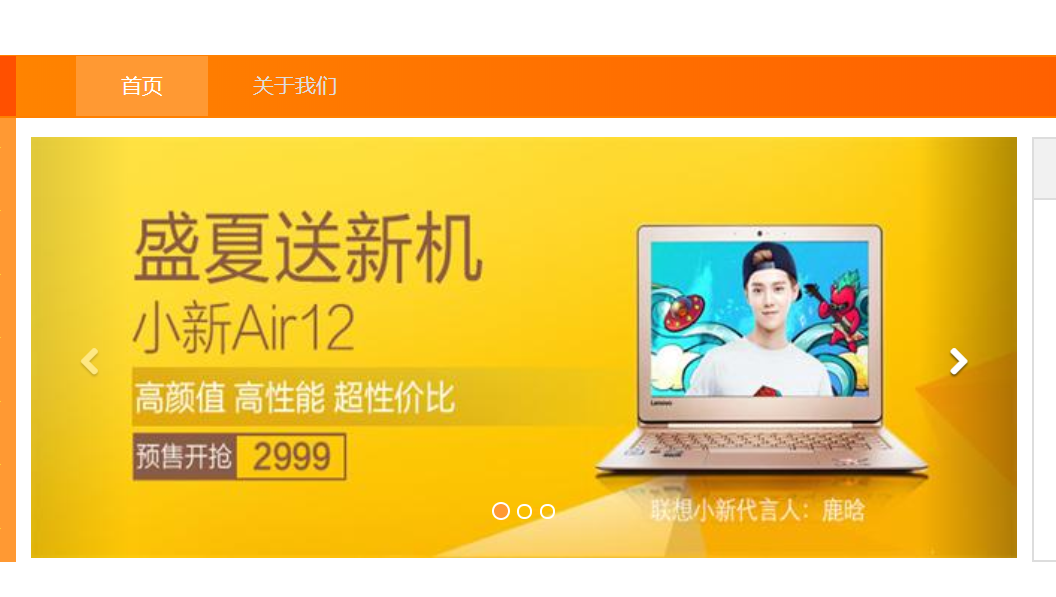 首页 关于我们
盛夏送新机
小新Air12
高颜值 高性能 超性价比
预售开抢 2999
Lenovo
联想小新代言人：鹿晗